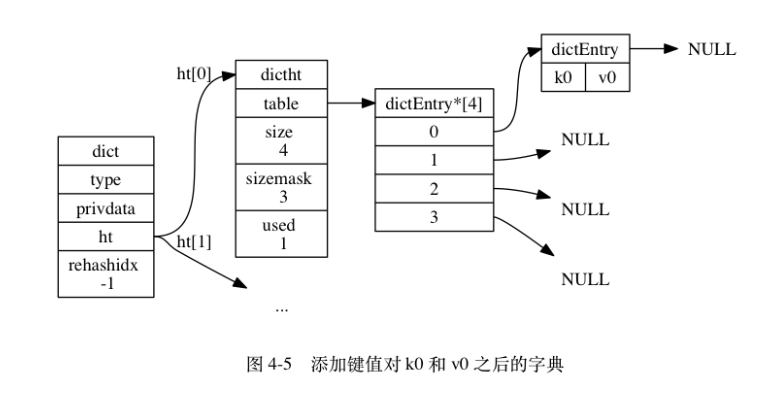 dict
type
privdata
ht
rehashidx
-1
ht[0]
ht[1]
dictht
table
size
4
sizemask
3
used
1
...
dictEntry*[4]
0
1
2
3
dictEntry
k0 v0
NULL
NULL
NULL
NULL
图 4-5 添加键值对 k0 和 v0 之后的字典